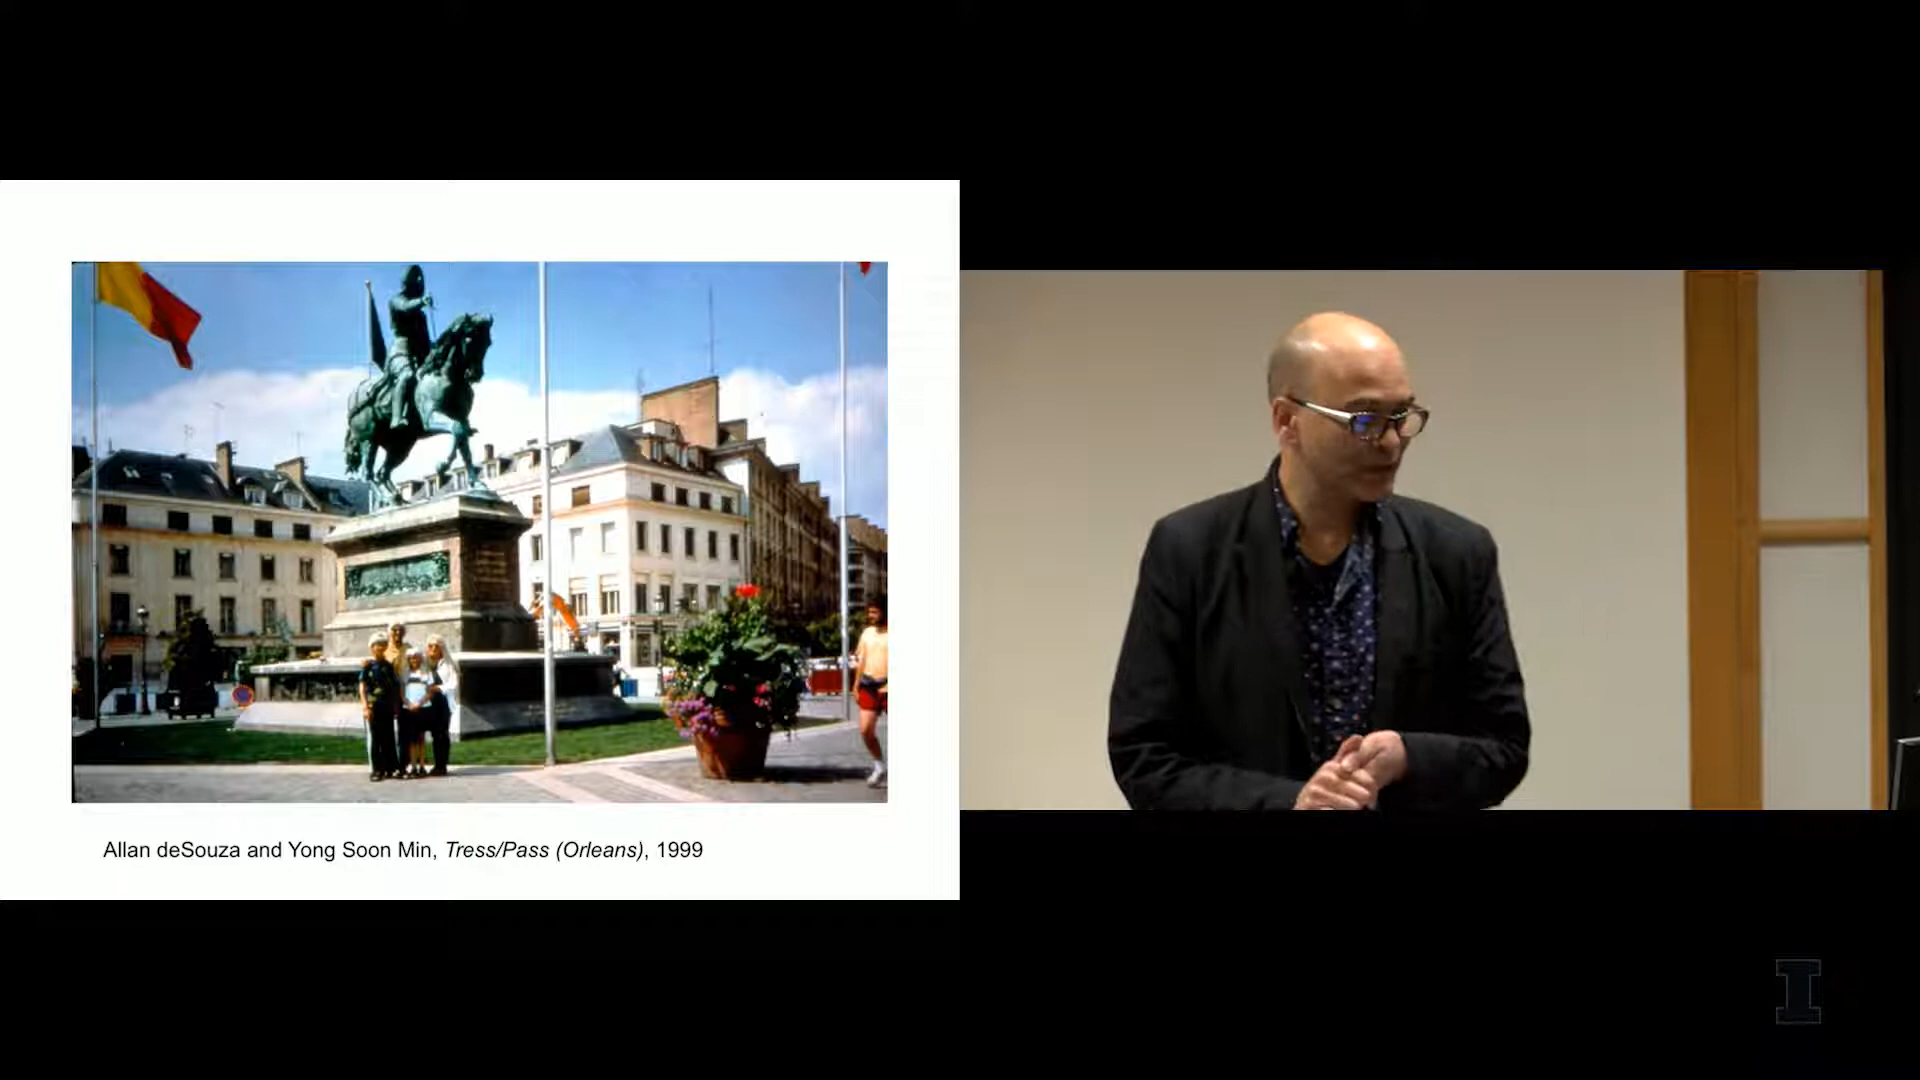 Allan deSouza and Yong Soon Min, Tress/Pass (Orleans), 1999
I